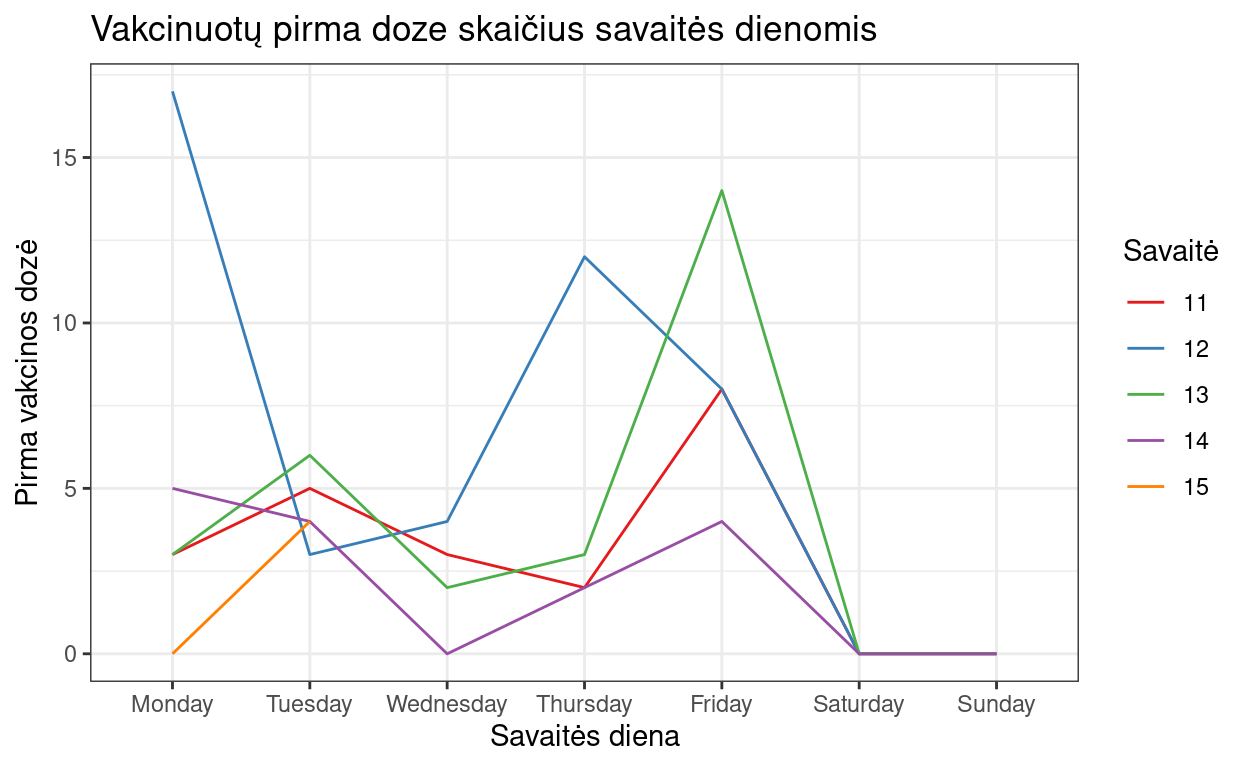 Vakcinuotų pirma doze skaičius savaitės dienomis
Pirma vakcinos dozė
15
10
5
0
Monday Tuesday Wednesday Thursday Friday Saturday Sunday
Savaitės diena
Savaitė
11
12
13
14
15